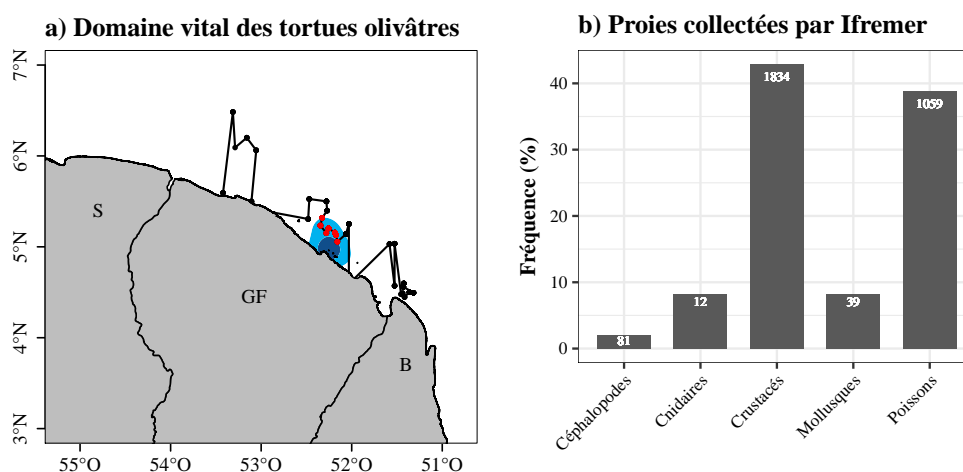 a) Domaine vital des tortues olivâtres
7°N
6°N
5°N
4°N
3°N
S
GF
B
55°O 54°O 53°O 52°O 51°O
b) Proies collectées par Ifremer
Fréquence (%)
40
30
20
10
0
81
12
1834
39
1059
Céphalopodes
Cnidaires
Crustacés
Mollusques
Poissons